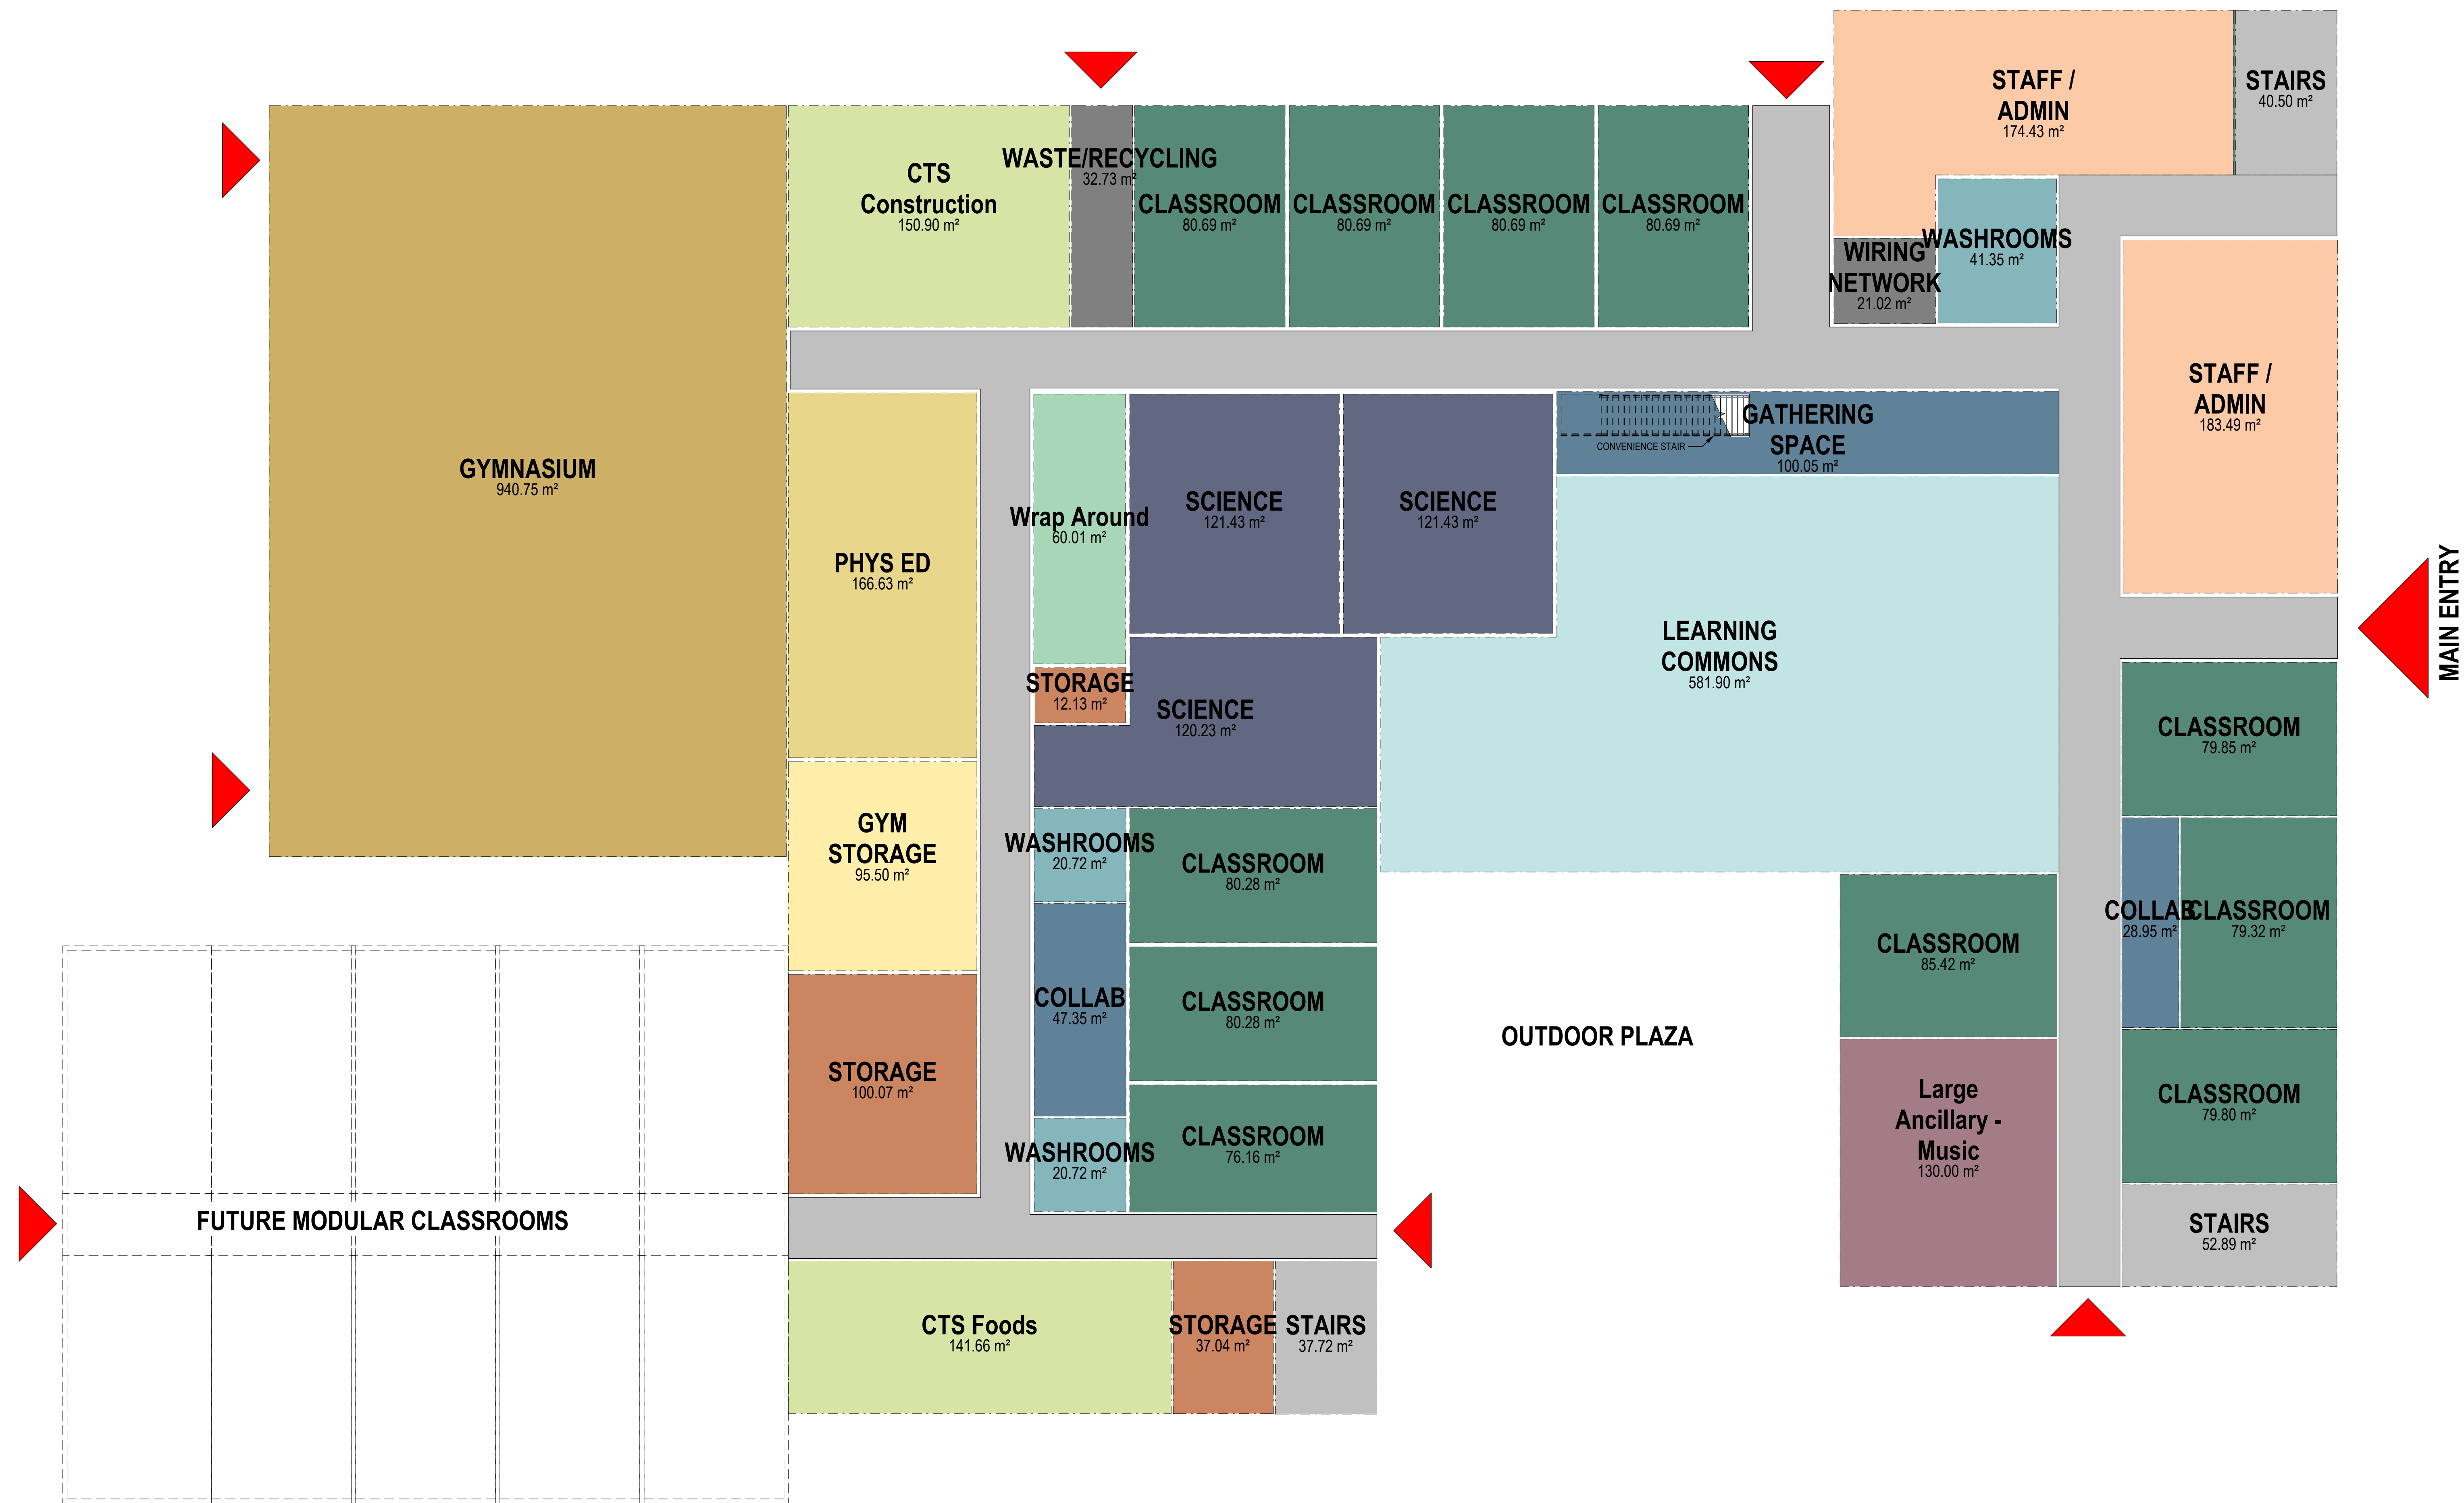 STAFF /
ADMIN
174.43 m²
STAIRS
40.50 m²
CTS
Construction
150.90 m²
WASTE/RECYCLING
32.73 m²
CLASSROOM
80.69 m²
CLASSROOM
80.69 m²
CLASSROOM
80.69 m²
CLASSROOM
80.69 m²
WIRING
NETWORK
21.02 m²
WASHROOMS
41.35 m²
STAFF /
ADMIN
183.49 m²
GYMNASIUM
940.75 m²
PHYS ED
166.63 m²
Wrap Around
60.01 m²
SCIENCE
121.43 m²
SCIENCE
121.43 m²
GATHERING
SPACE
100.05 m²
CONVENIENCE STAIR
MAIN ENTRY
LEARNING
COMMONS
581.90 m²
STORAGE
12.13 m²
SCIENCE
120.23 m²
CLASSROOM
79.85 m²
GYM
STORAGE
95.50 m²
WASHROOMS
20.72 m²
CLASSROOM
80.28 m²
COLLAB
28.95 m²
CLASSROOM
79.32 m²
CLASSROOM
85.42 m²
COLLAB
47.35 m²
CLASSROOM
80.28 m²
OUTDOOR PLAZA
STORAGE
100.07 m²
CLASSROOM
79.80 m²
Large
Ancillary -
Music
130.00 m²
WASHROOMS
20.72 m²
CLASSROOM
76.16 m²
FUTURE MODULAR CLASSROOMS
STAIRS
52.89 m²
CTS Foods
141.66 m²
STORAGE
37.04 m²
STAIRS
37.72 m²